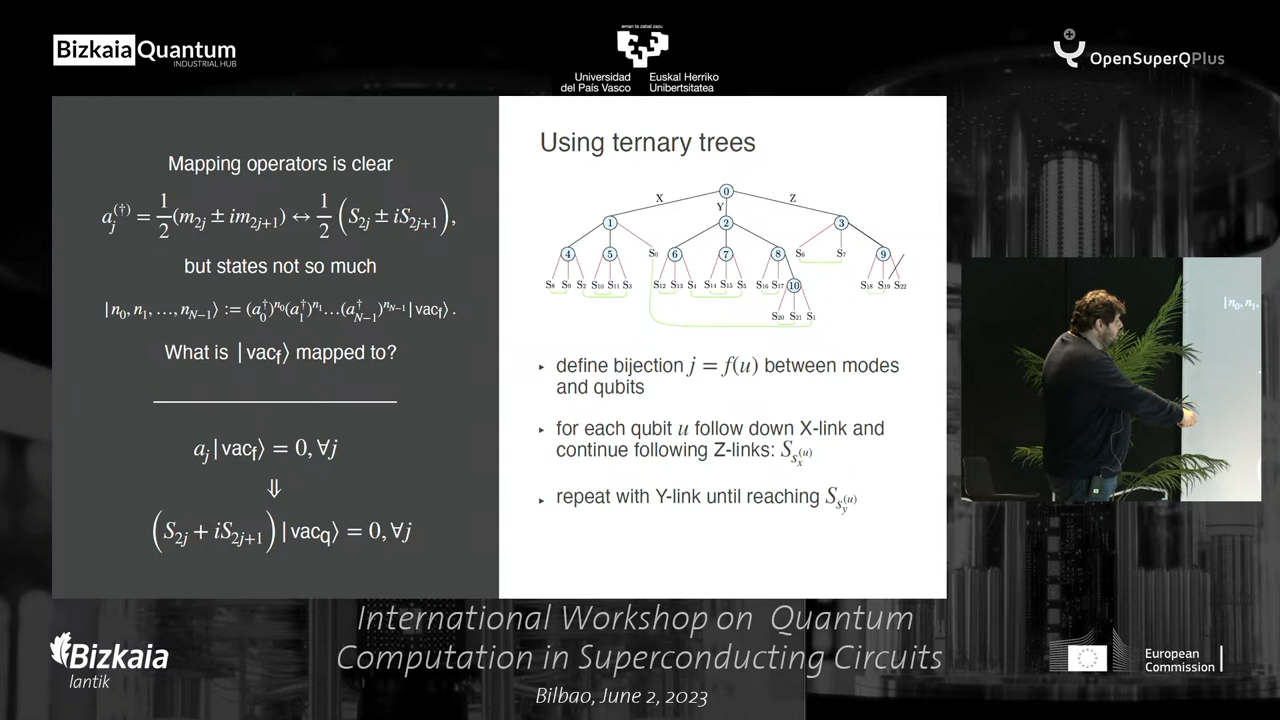 Bizkaia Quantum
INDUSTRIAL HUB
eman ta zabal zazu
Universidad
del País Vasco
Euskal Herriko
Unibertsitatea
OpenSuperQPlus
Mapping operators is clear
a_j^{(†)} = 1/2 (m_{2j} ± im_{2j+1}) ↔ 1/2 (S_{2j} ± iS_{2j+1}),
but states not so much
|n_0, n_1, …, n_{N−1}⟩ := (a_0^†)^{n_0}(a_1^†)^{n_1}…(a_{N−1}^†)^{n_{N−1}}|vac_f⟩.
What is |vac_f⟩ mapped to?
a_j|vac_f⟩ = 0, ∀j
⇓
(S_{2j} + iS_{2j+1})|vac_q⟩ = 0, ∀j
Using ternary trees
0
X Y Z
1 2 3
4 5 S_0 6 7 8 S_6 S_7 9
S_8 S_9 S_2 S_10 S_11 S_3 S_12 S_13 S_4 S_14 S_15 S_5 S_16 S_17 10 S_18 S_19 S_22
S_20 S_21 S_1
▸ define bijection j = f(u) between modes
and qubits
▸ for each qubit u follow down X-link and
continue following Z-links: S_{s_x^{(u)}}
▸ repeat with Y-link until reaching S_{s_y^{(u)}}
|n_0, n_1,
International Workshop on Quantum
Computation in Superconducting Circuits
Bilbao, June 2, 2023
Bizkaia
lantik
European
Commission